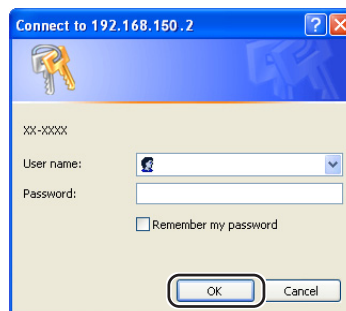 Connect to 192.168.150.2
XX-XXXX
User name:
Password:
Remember my password
OK
Cancel